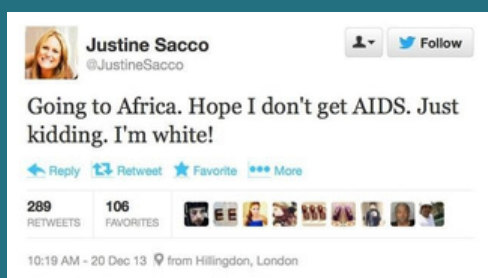 Justine Sacco
@JustineSacco
Follow
Going to Africa. Hope I don't get AIDS. Just
kidding. I'm white!
Reply Retweet Favorite More
289 106
RETWEETS FAVORITES
10:19 AM - 20 Dec 13 from Hillingdon, London